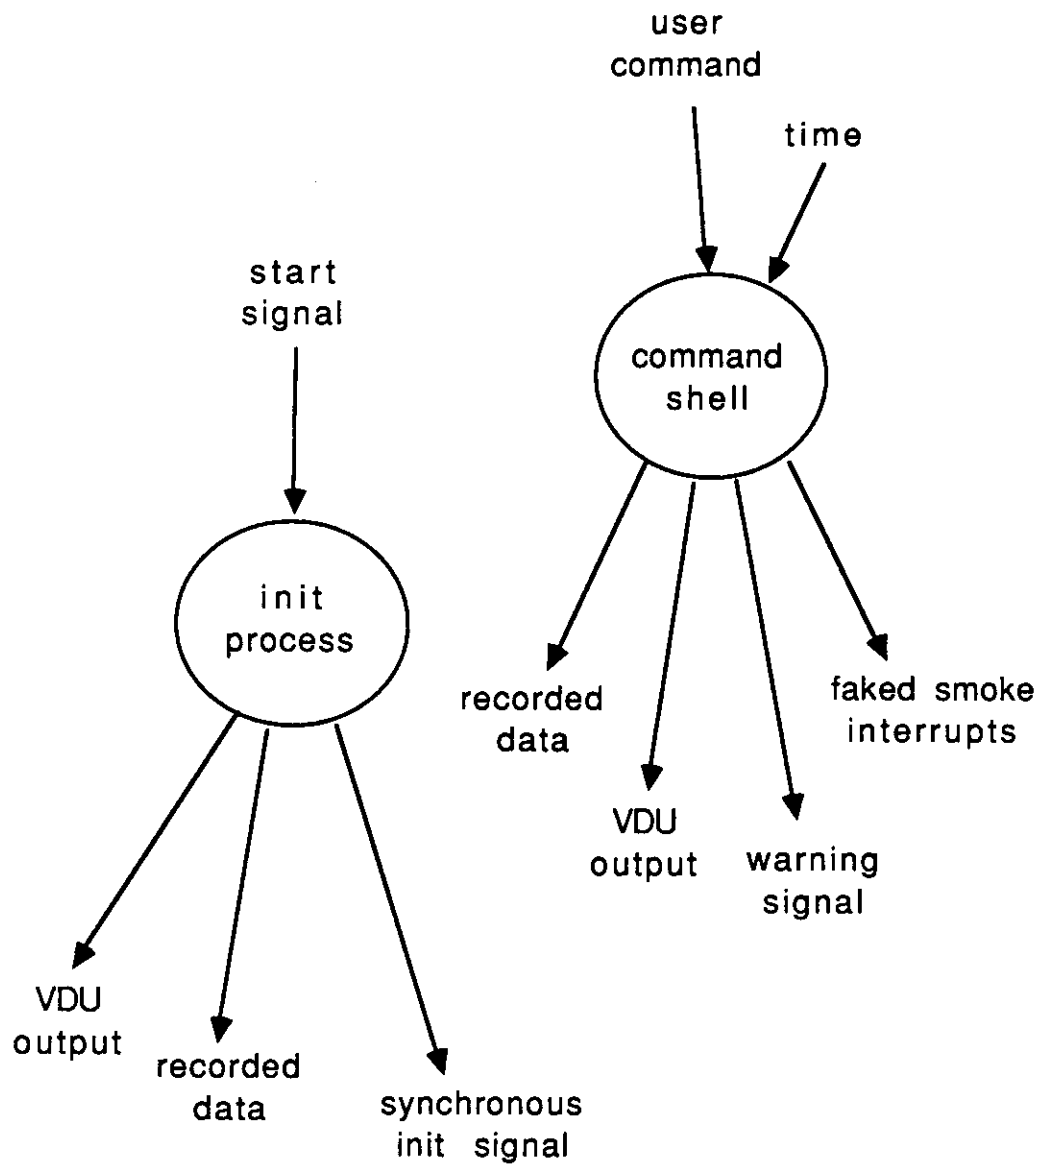 user
command
time
start
signal
command
shell
init
process
recorded
data
faked smoke
interrupts
VDU
output
warning
signal
VDU
output
recorded
data
synchronous
init signal